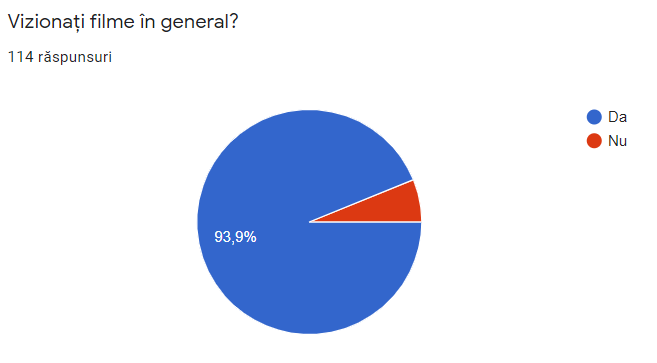 Vizionați filme în general?
114 răspunsuri
Da
Nu
93,9%